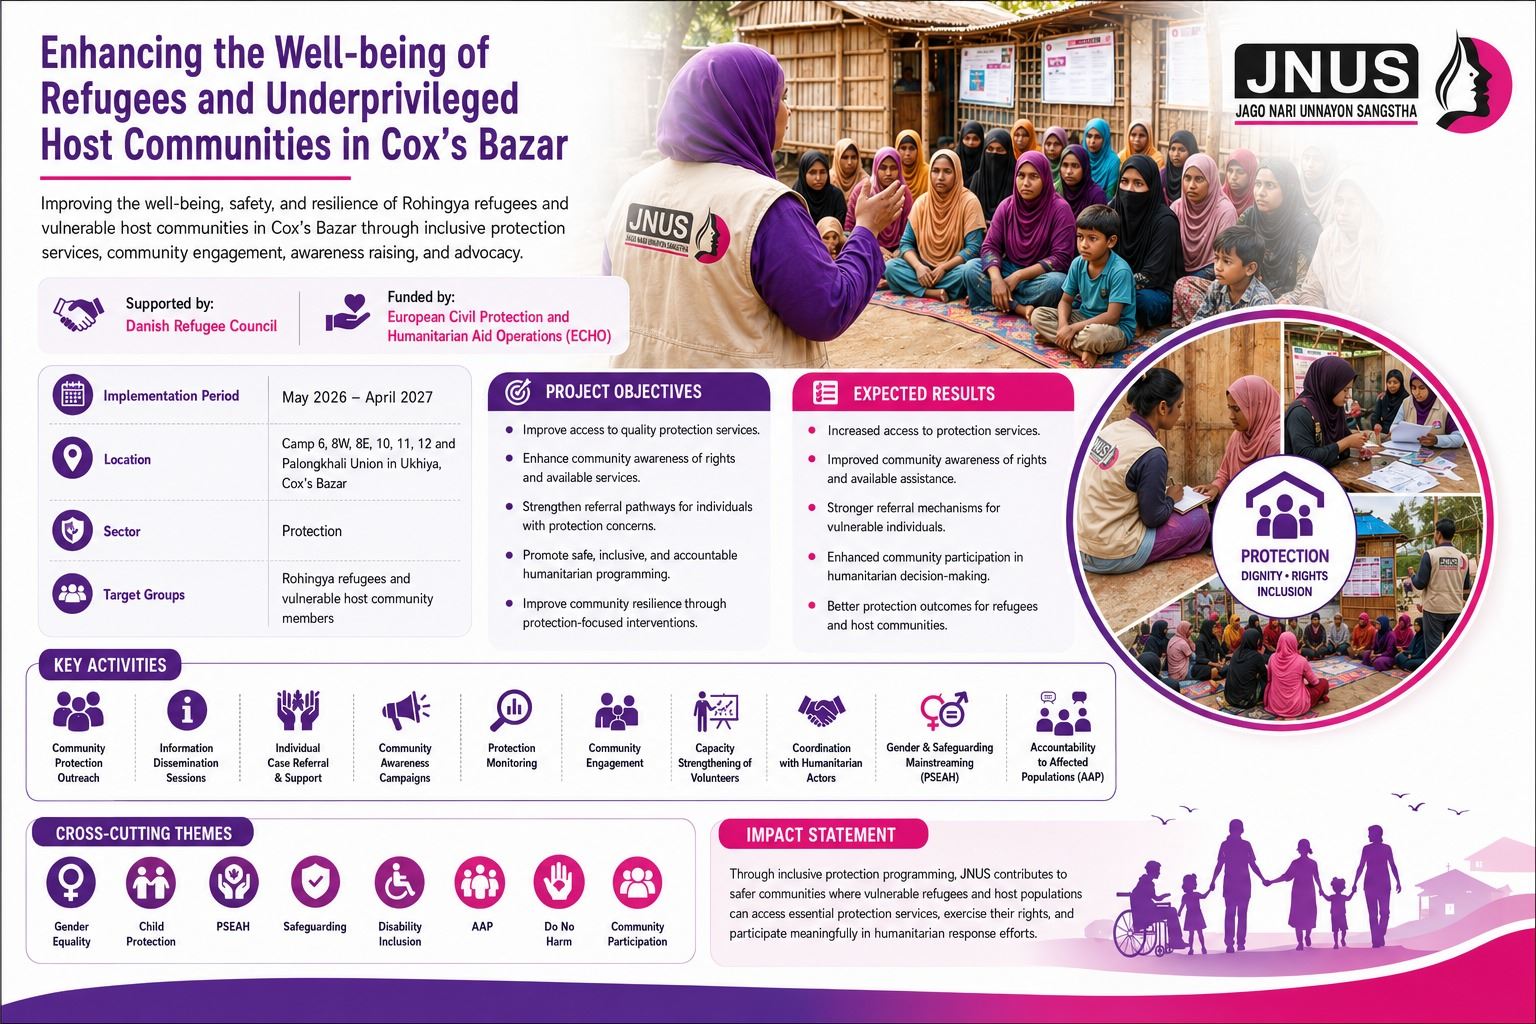 Enhancing the Well-being of
Refugees and Underprivileged
Host Communities in Cox's Bazar
Improving the well-being, safety, and resilience of Rohingya refugees and
vulnerable host communities in Cox's Bazar through inclusive protection
services, community engagement, awareness raising, and advocacy.
Supported by:
Danish Refugee Council
Funded by:
European Civil Protection and
Humanitarian Aid Operations (ECHO)
JNUS
JAGO NARI UNNAYON SANGSTHA
JNUS
Implementation Period
May 2026 – April 2027
Location
Camp 6, 8W, 8E, 10, 11, 12 and
Palongkhali Union in Ukhiya,
Cox's Bazar
Sector
Protection
Target Groups
Rohingya refugees and
vulnerable host community
members
PROJECT OBJECTIVES
• Improve access to quality protection services.
• Enhance community awareness of rights
and available services.
• Strengthen referral pathways for individuals
with protection concerns.
• Promote safe, inclusive, and accountable
humanitarian programming.
• Improve community resilience through
protection-focused interventions.
EXPECTED RESULTS
• Increased access to protection services.
• Improved community awareness of rights
and available assistance.
• Stronger referral mechanisms for
vulnerable individuals.
• Enhanced community participation in
humanitarian decision-making.
• Better protection outcomes for refugees
and host communities.
PROTECTION
DIGNITY • RIGHTS
INCLUSION
KEY ACTIVITIES
Community
Protection
Outreach
Information
Dissemination
Sessions
Individual
Case Referral
& Support
Community
Awareness
Campaigns
Protection
Monitoring
Community
Engagement
Capacity
Strengthening of
Volunteers
Coordination
with Humanitarian
Actors
Gender & Safeguarding
Mainstreaming
(PSEAH)
Accountability
to Affected
Populations (AAP)
CROSS-CUTTING THEMES
Gender
Equality
Child
Protection
PSEAH
Safeguarding
Disability
Inclusion
AAP
Do No
Harm
Community
Participation
IMPACT STATEMENT
Through inclusive protection programming, JNUS contributes to
safer communities where vulnerable refugees and host populations
can access essential protection services, exercise their rights, and
participate meaningfully in humanitarian response efforts.